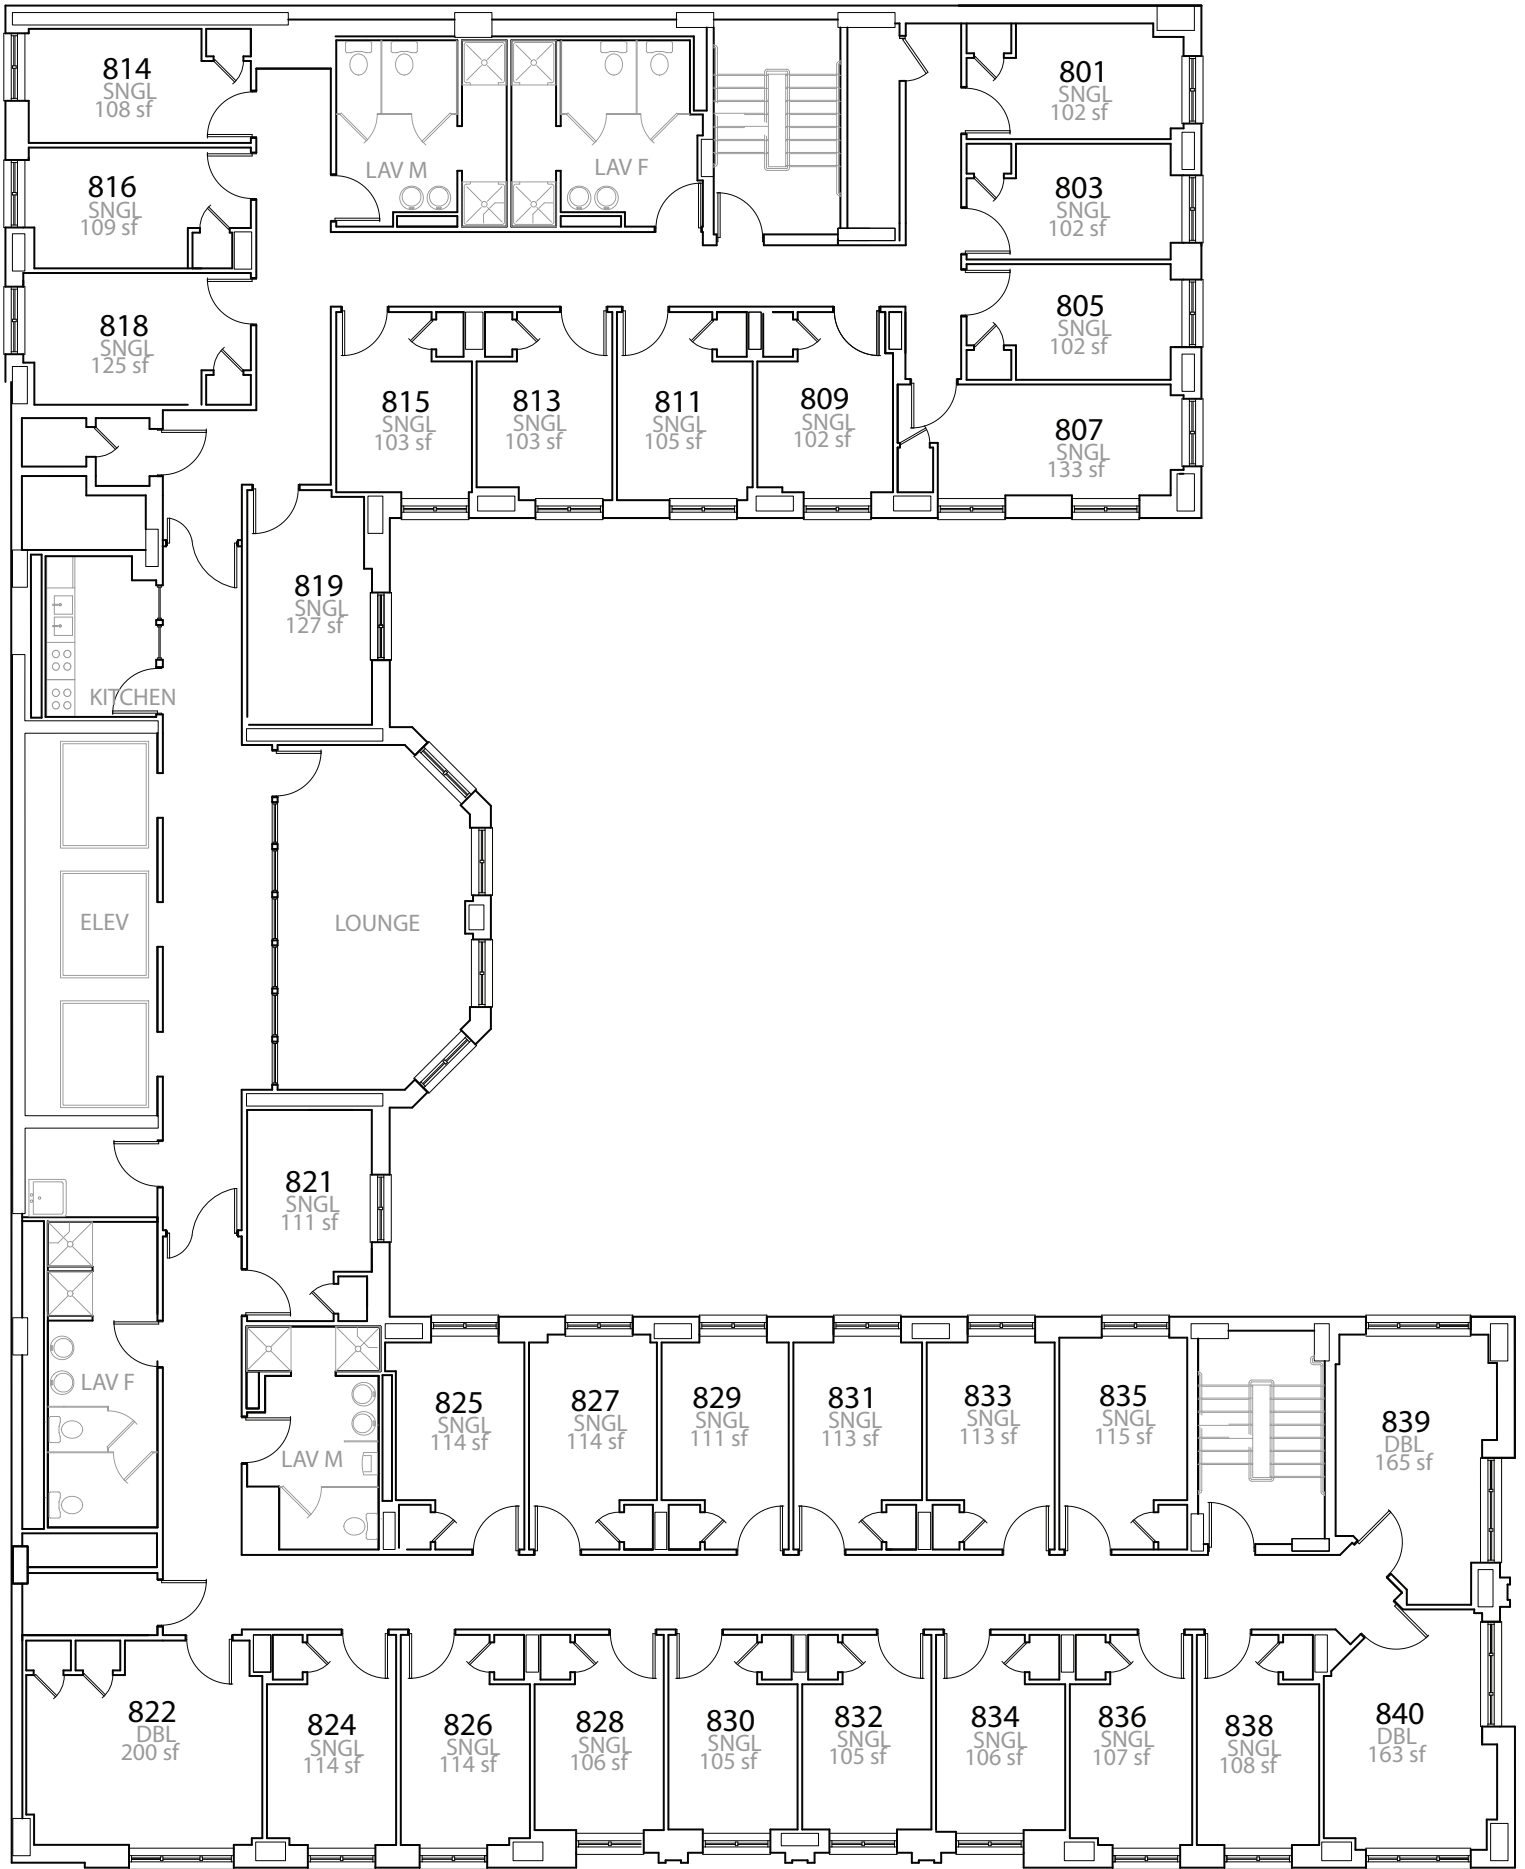 814
SNGL
108 sf
801
SNGL
102 sf
LAV M
LAV F
816
SNGL
109 sf
803
SNGL
102 sf
818
SNGL
125 sf
805
SNGL
102 sf
815
SNGL
103 sf
813
SNGL
103 sf
811
SNGL
105 sf
809
SNGL
102 sf
807
SNGL
133 sf
819
SNGL
127 sf
KITCHEN
ELEV
LOUNGE
821
SNGL
111 sf
LAV F
LAV M
825
SNGL
114 sf
827
SNGL
114 sf
829
SNGL
111 sf
831
SNGL
113 sf
833
SNGL
113 sf
835
SNGL
115 sf
839
DBL
165 sf
822
DBL
200 sf
824
SNGL
114 sf
826
SNGL
114 sf
828
SNGL
106 sf
830
SNGL
105 sf
832
SNGL
105 sf
834
SNGL
106 sf
836
SNGL
107 sf
838
SNGL
108 sf
840
DBL
163 sf